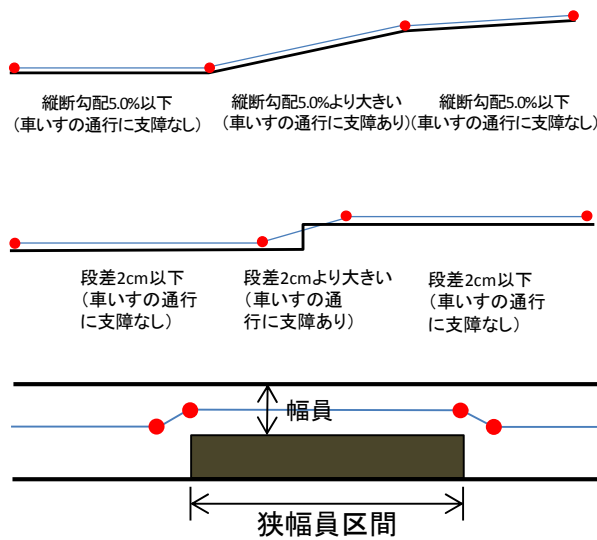 縦断勾配5.0%以下
(車いすの通行に支障なし)
縦断勾配5.0%より大きい
(車いすの通行に支障あり)
縦断勾配5.0%以下
(車いすの通行に支障なし)
段差2cm以下
(車いすの通行
に支障なし)
段差2cmより大きい
(車いすの通
行に支障あり)
段差2cm以下
(車いすの通行
に支障なし)
幅員
狭幅員区間